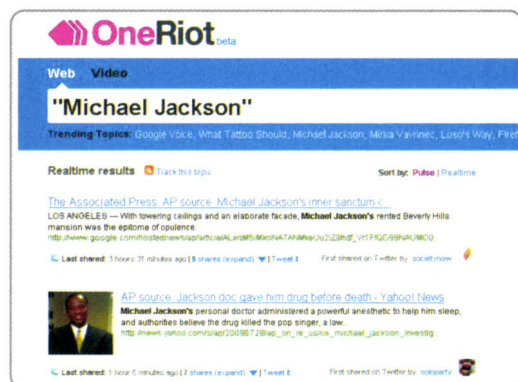 OneRiot beta
Web Video
"Michael Jackson"
Trending Topics: Google Voice, What Tattoo Should, Michael Jackson, Mirka Vavrinec, Loso's Way, Firef
Realtime results Track this topic Sort by: Pulse | Realtime
The Associated Press: AP source: Michael Jackson's inner sanctum c...
LOS ANGELES — With towering ceilings and an elaborate facade, Michael Jackson's rented Beverly Hills
mansion was the epitome of opulence.
Last shared: 3 hours 31 minutes ago | 9 shares (expand) | Tweet it First shared on Twitter by societynow
AP source: Jackson doc gave him drug before death - Yahoo! News
Michael Jackson's personal doctor administered a powerful anesthetic to help him sleep,
and authorities believe the drug killed the pop singer, a law..
Last shared: 1 hour 5 minutes ago | 7 shares (expand) | Tweet it First shared on Twitter by soloparty